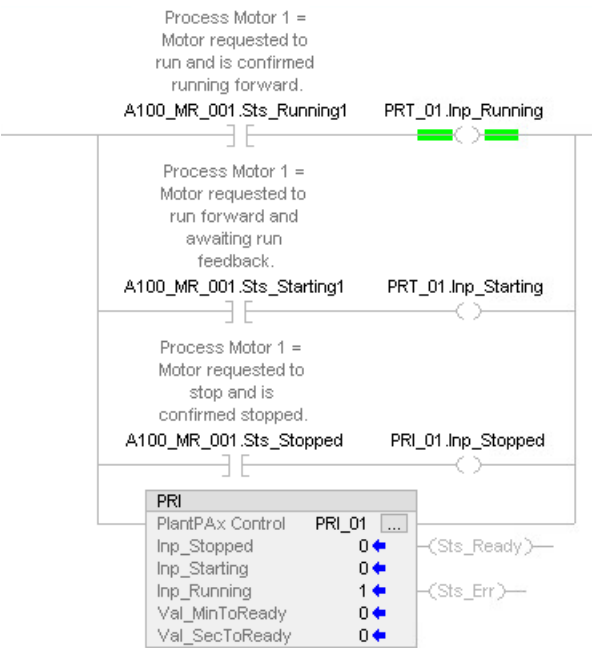 Process Motor 1 =
Motor requested to
run and is confirmed
running forward.
A100_MR_001.Sts_Running1 PRT_01.Inp_Running
Process Motor 1 =
Motor requested to
run forward and
awaiting run
feedback.
A100_MR_001.Sts_Starting1 PRT_01.Inp_Starting
Process Motor 1 =
Motor requested to
stop and is
confirmed stopped.
A100_MR_001.Sts_Stopped PRI_01.Inp_Stopped
PRI
PlantPAx Control PRI_01 ...
Inp_Stopped 0 Sts_Ready
Inp_Starting 0
Inp_Running 1 Sts_Err
Val_MinToReady 0
Val_SecToReady 0